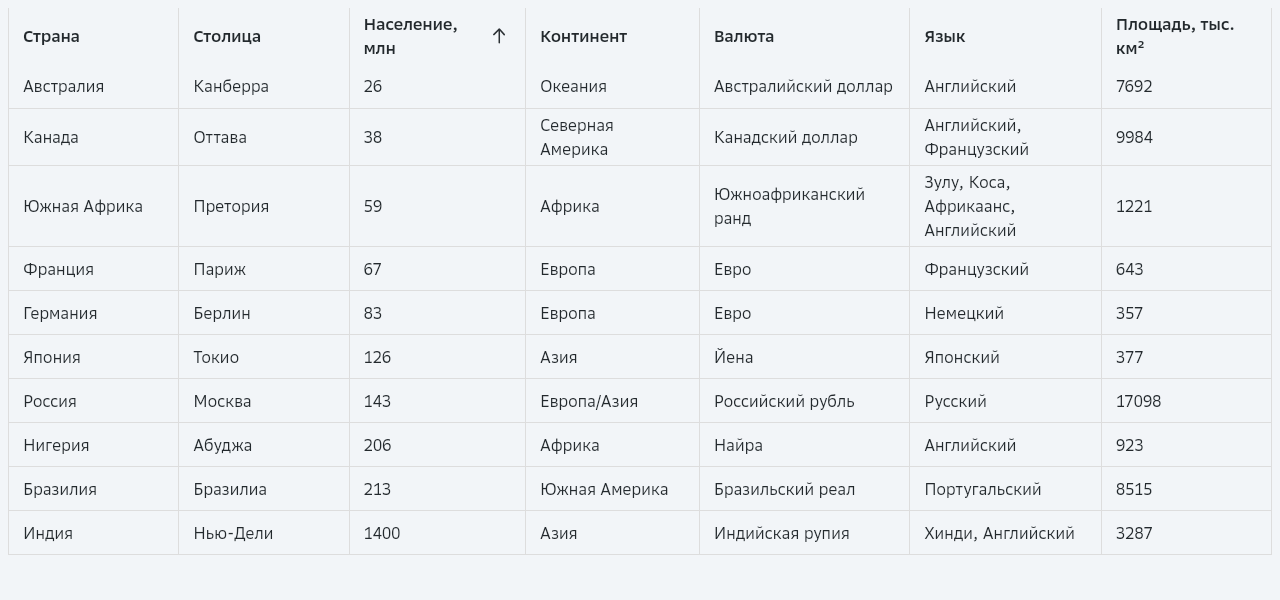 Страна Столица Население, млн ↑ Континент Валюта Язык Площадь, тыс. км²
Австралия Канберра 26 Океания Австралийский доллар Английский 7692
Канада Оттава 38 Северная Америка Канадский доллар Английский, Французский 9984
Южная Африка Претория 59 Африка Южноафриканский ранд Зулу, Коса, Африкаанс, Английский 1221
Франция Париж 67 Европа Евро Французский 643
Германия Берлин 83 Европа Евро Немецкий 357
Япония Токио 126 Азия Йена Японский 377
Россия Москва 143 Европа/Азия Российский рубль Русский 17098
Нигерия Абуджа 206 Африка Найра Английский 923
Бразилия Бразилиа 213 Южная Америка Бразильский реал Португальский 8515
Индия Нью-Дели 1400 Азия Индийская рупия Хинди, Английский 3287